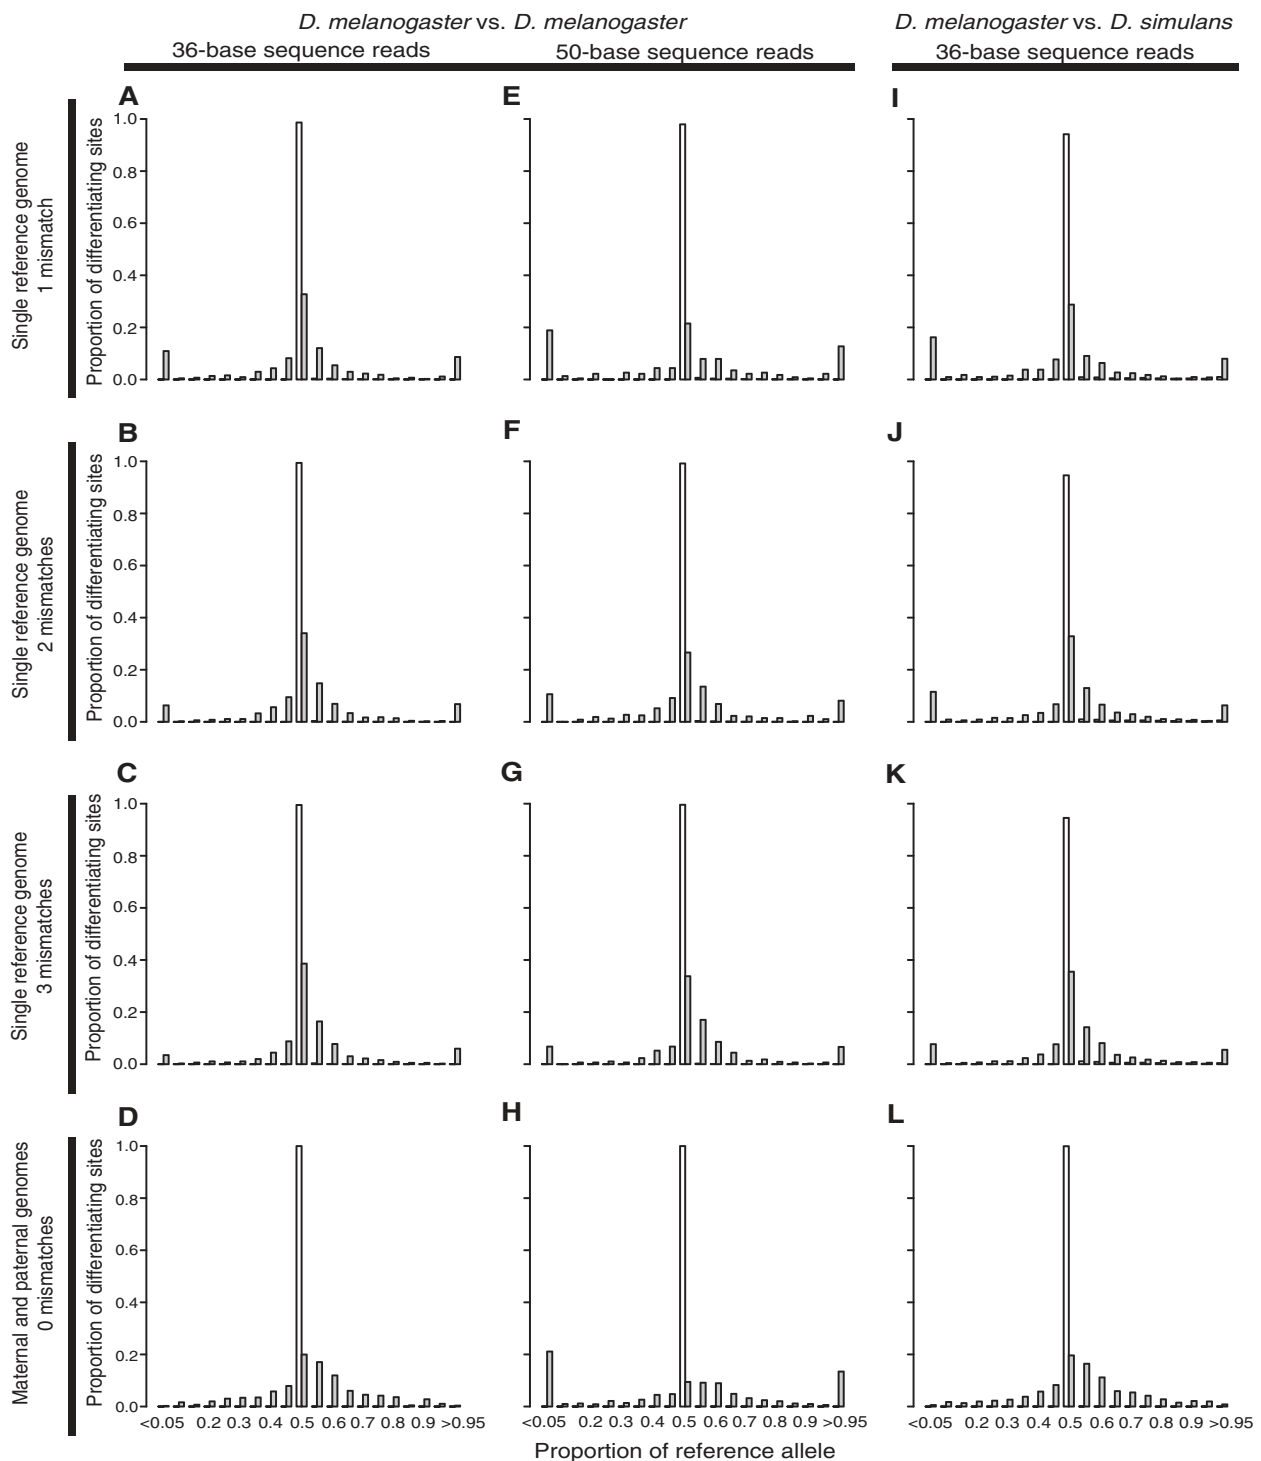 D. melanogaster vs. D. melanogaster
D. melanogaster vs. D. simulans
36-base sequence reads
50-base sequence reads
36-base sequence reads
A
E
I
Single reference genome
1 mismatch
Proportion of differentiating sites
1.0
0.8
0.6
0.4
0.2
0.0
B
F
J
Single reference genome
2 mismatches
Proportion of differentiating sites
1.0
0.8
0.6
0.4
0.2
0.0
C
G
K
Single reference genome
3 mismatches
Proportion of differentiating sites
1.0
0.8
0.6
0.4
0.2
0.0
D
H
L
Maternal and paternal genomes
0 mismatches
Proportion of differentiating sites
1.0
0.8
0.6
0.4
0.2
0.0
<0.05 0.2 0.3 0.4 0.5 0.6 0.7 0.8 0.9 >0.95
<0.05 0.2 0.3 0.4 0.5 0.6 0.7 0.8 0.9 >0.95
<0.05 0.2 0.3 0.4 0.5 0.6 0.7 0.8 0.9 >0.95
Proportion of reference allele